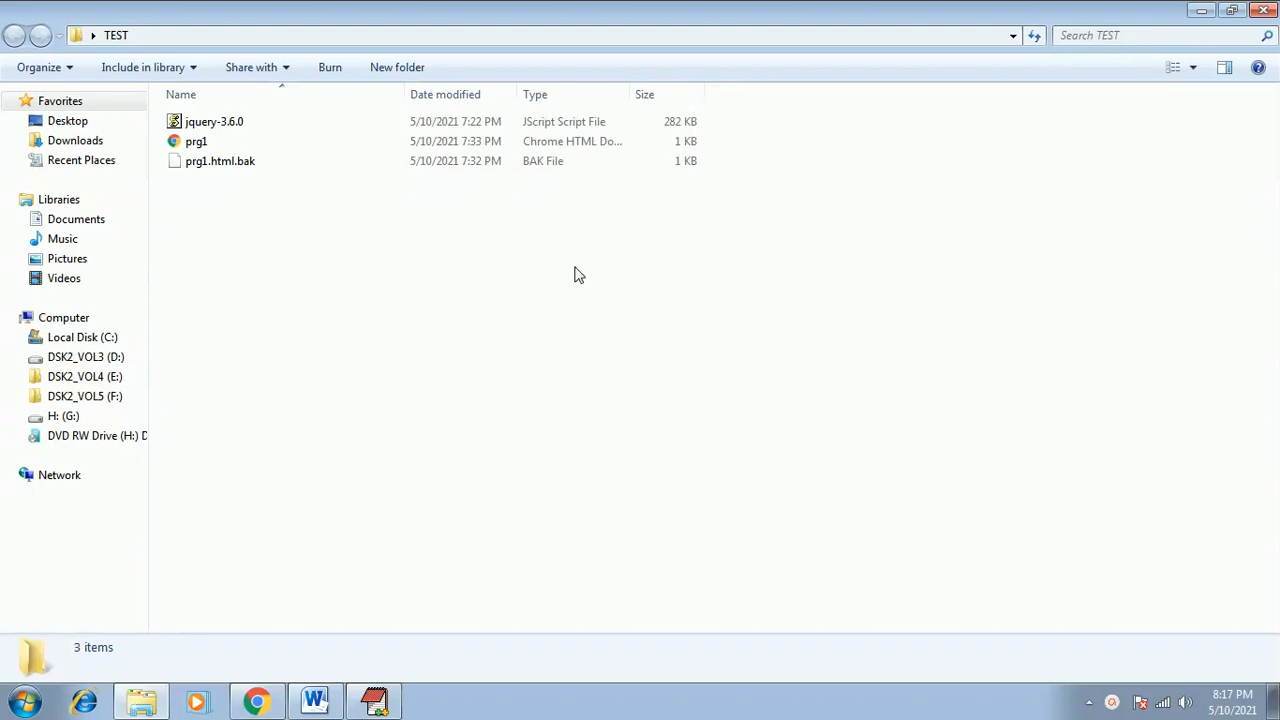 TEST
Search TEST
Organize Include in library Share with Burn New folder
Name Date modified Type Size
jquery-3.6.0 5/10/2021 7:22 PM JScript Script File 282 KB
prg1 5/10/2021 7:33 PM Chrome HTML Do... 1 KB
prg1.html.bak 5/10/2021 7:32 PM BAK File 1 KB
Favorites
Desktop
Downloads
Recent Places
Libraries
Documents
Music
Pictures
Videos
Computer
Local Disk (C:)
DSK2_VOL3 (D:)
DSK2_VOL4 (E:)
DSK2_VOL5 (F:)
H: (G:)
DVD RW Drive (H:) D
Network
3 items
8:17 PM
5/10/2021